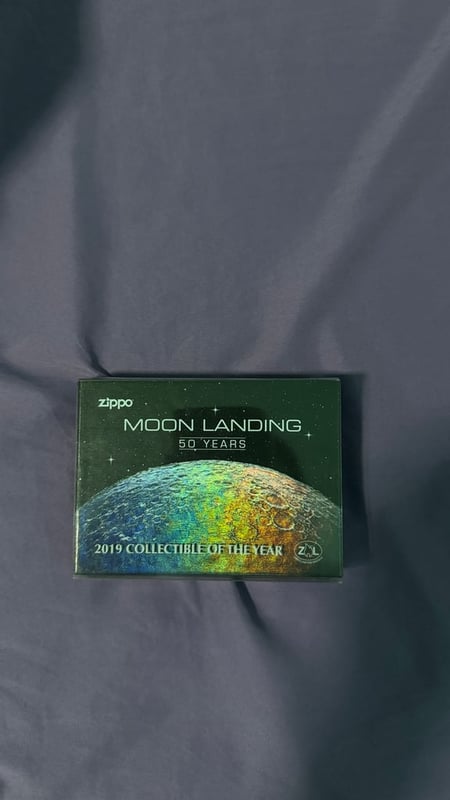 zippo
MOON LANDING
50 YEARS
2019 COLLECTIBLE OF THE YEAR